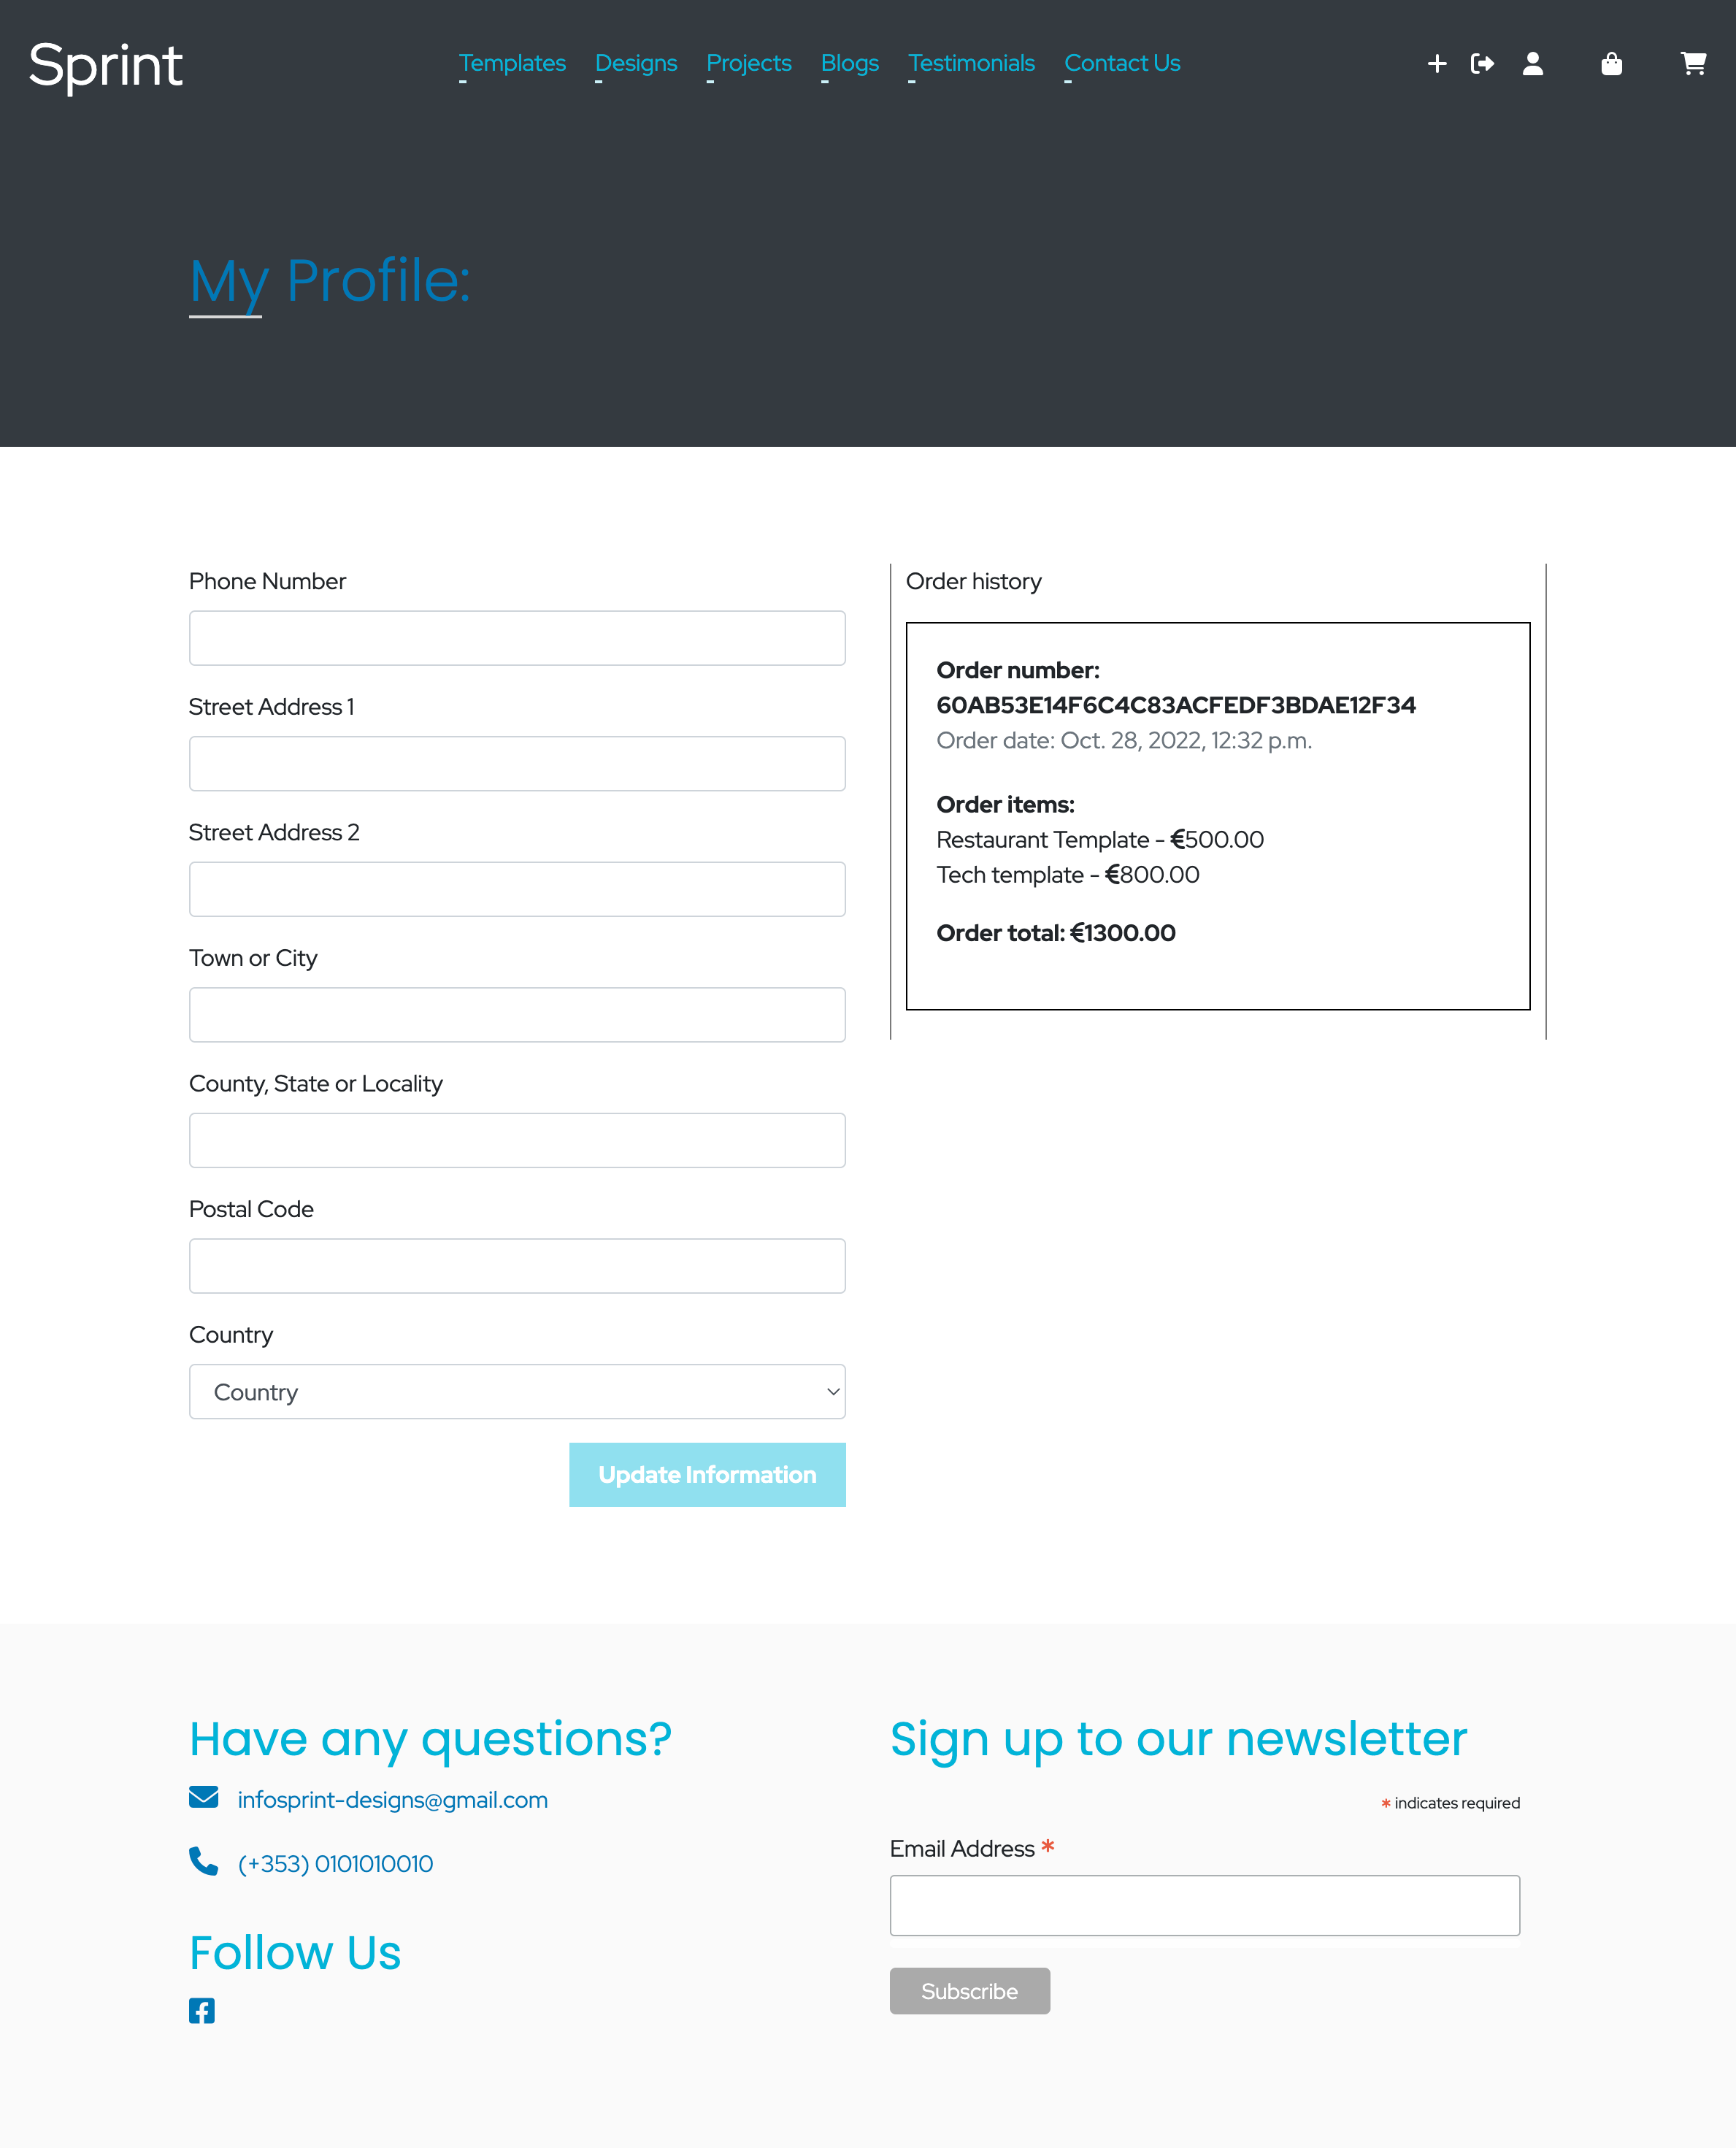 Sprint
Templates Designs Projects Blogs Testimonials Contact Us
My Profile:
Phone Number
Street Address 1
Street Address 2
Town or City
County, State or Locality
Postal Code
Country
Country
Update Information
Order history
Order number:
60AB53E14F6C4C83ACFEDF3BDAE12F34
Order date: Oct. 28, 2022, 12:32 p.m.
Order items:
Restaurant Template - €500.00
Tech template - €800.00
Order total: €1300.00
Have any questions?
infosprint-designs@gmail.com
(+353) 0101010010
Follow Us
Sign up to our newsletter
* indicates required
Email Address *
Subscribe